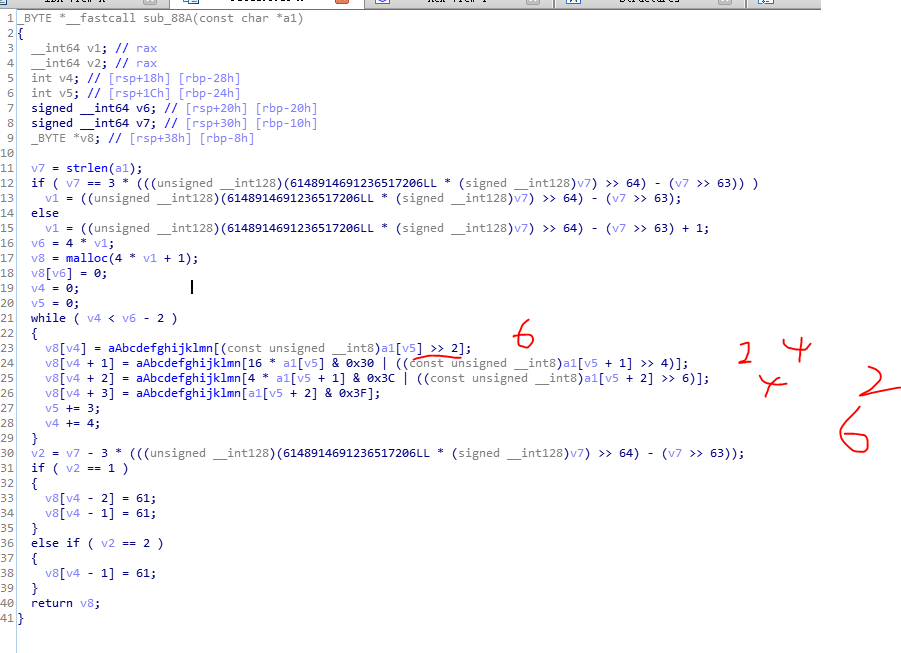 1 _BYTE *__fastcall sub_88A(const char *a1)
2 {
3 __int64 v1; // rax
4 __int64 v2; // rax
5 int v4; // [rsp+18h] [rbp-28h]
6 int v5; // [rsp+1Ch] [rbp-24h]
7 signed __int64 v6; // [rsp+20h] [rbp-20h]
8 signed __int64 v7; // [rsp+30h] [rbp-10h]
9 _BYTE *v8; // [rsp+38h] [rbp-8h]
10
11 v7 = strlen(a1);
12 if ( v7 == 3 * (((unsigned __int128)(6148914691236517206LL * (signed __int128)v7) >> 64) - (v7 >> 63)) )
13 v1 = ((unsigned __int128)(6148914691236517206LL * (signed __int128)v7) >> 64) - (v7 >> 63);
14 else
15 v1 = ((unsigned __int128)(6148914691236517206LL * (signed __int128)v7) >> 64) - (v7 >> 63) + 1;
16 v6 = 4 * v1;
17 v8 = malloc(4 * v1 + 1);
18 v8[v6] = 0;
19 v4 = 0;
20 v5 = 0;
21 while ( v4 < v6 - 2 )
22 {
23 v8[v4] = aAbcdefghijklmn[(const unsigned __int8)a1[v5] >> 2]; 6
24 v8[v4 + 1] = aAbcdefghijklmn[16 * a1[v5] & 0x30 | ((const unsigned __int8)a1[v5 + 1] >> 4)]; 2 4
25 v8[v4 + 2] = aAbcdefghijklmn[4 * a1[v5 + 1] & 0x3C | ((const unsigned __int8)a1[v5 + 2] >> 6)]; 4 2
26 v8[v4 + 3] = aAbcdefghijklmn[a1[v5 + 2] & 0x3F]; 6
27 v5 += 3;
28 v4 += 4;
29 }
30 v2 = v7 - 3 * (((unsigned __int128)(6148914691236517206LL * (signed __int128)v7) >> 64) - (v7 >> 63));
31 if ( v2 == 1 )
32 {
33 v8[v4 - 2] = 61;
34 v8[v4 - 1] = 61;
35 }
36 else if ( v2 == 2 )
37 {
38 v8[v4 - 1] = 61;
39 }
40 return v8;
41 }